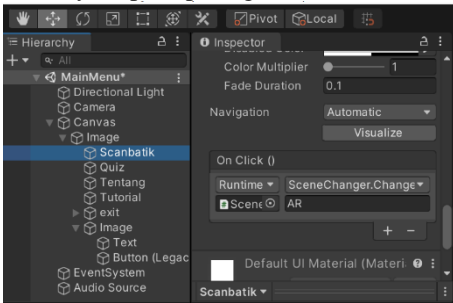 Pivot Local
Hierarchy
Inspector
All
MainMenu*
Directional Light
Camera
Canvas
Image
Scanbatik
Quiz
Tentang
Tutorial
exit
Image
Text
Button (Legac
EventSystem
Audio Source
Color Multiplier 1
Fade Duration 0.1
Navigation Automatic
Visualize
On Click ()
Runtime SceneChanger.Change
Scene AR
+ −
Default UI Material (Materi
Scanbatik